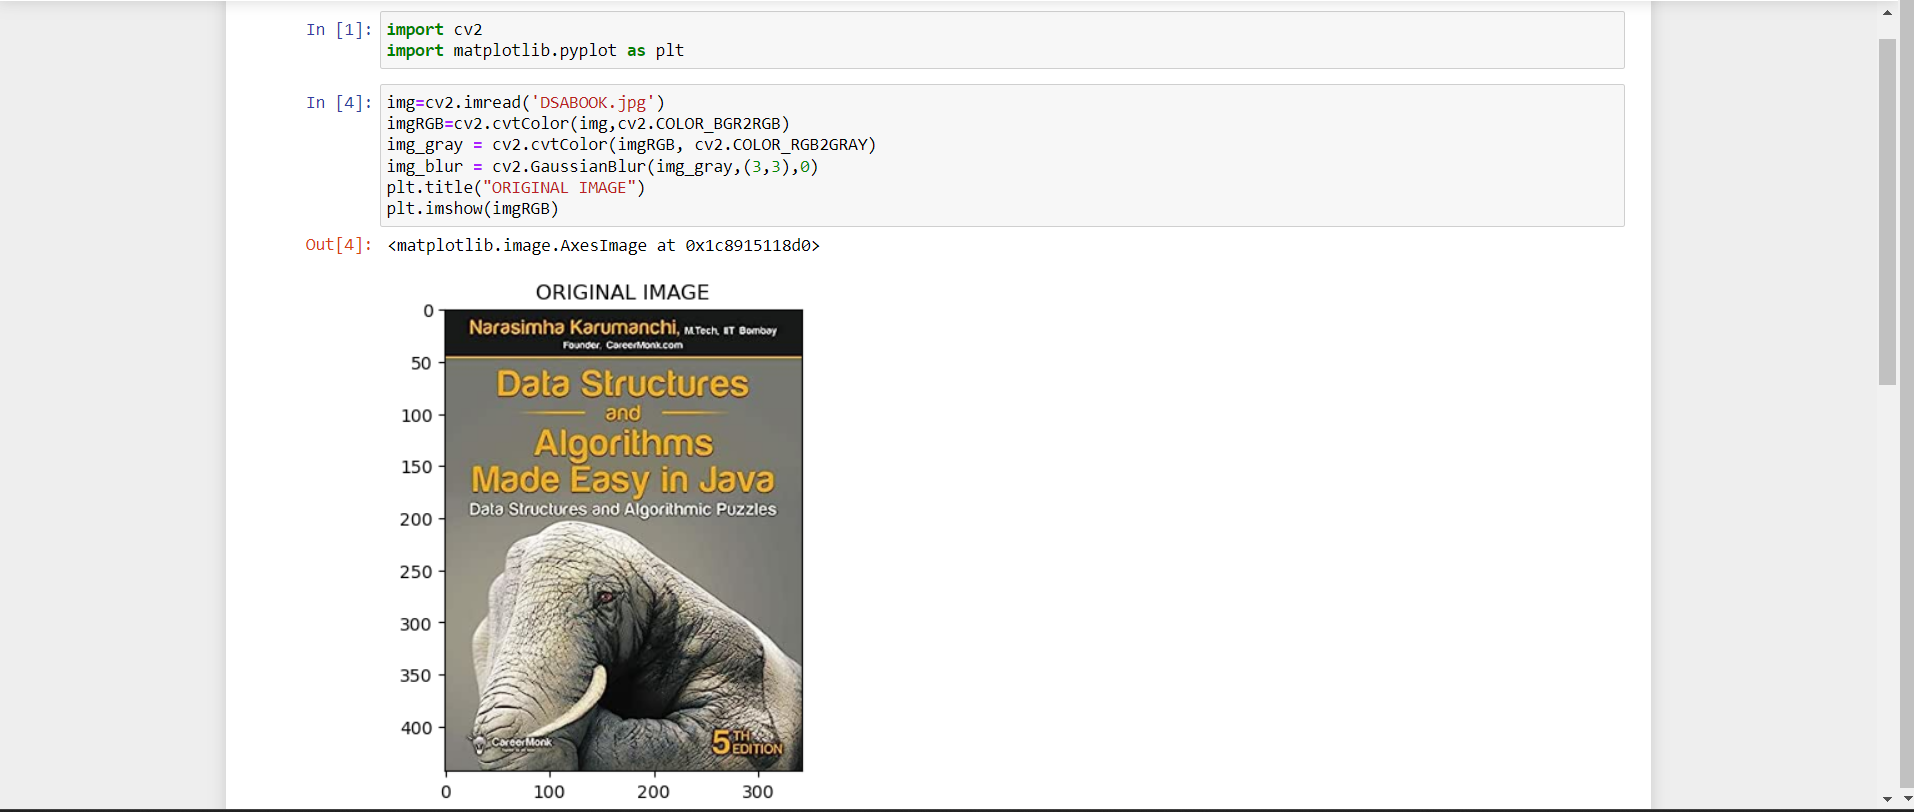 In [1]:
import cv2
import matplotlib.pyplot as plt
In [4]:
img=cv2.imread('DSABOOK.jpg')
imgRGB=cv2.cvtColor(img,cv2.COLOR_BGR2RGB)
img_gray = cv2.cvtColor(imgRGB, cv2.COLOR_RGB2GRAY)
img_blur = cv2.GaussianBlur(img_gray,(3,3),0)
plt.title("ORIGINAL IMAGE")
plt.imshow(imgRGB)
Out[4]: <matplotlib.image.AxesImage at 0x1c8915118d0>
ORIGINAL IMAGE
0
50
100
150
200
250
300
350
400
Narasimha Karumanchi, M.Tech, IIT Bombay
Founder, CareerMonk.com
Data Structures
and
Algorithms
Made Easy in Java
Data Structures and Algorithmic Puzzles
CareerMonk
5TH
EDITION
0 100 200 300